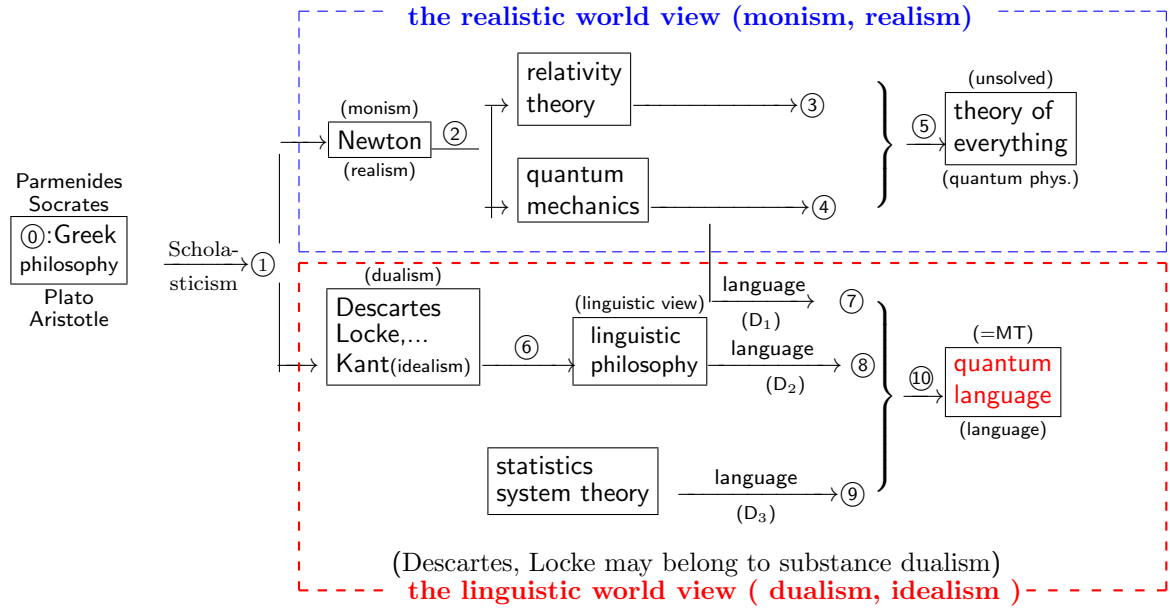 the realistic world view (monism, realism)
relativity
theory
③
(unsolved)
theory of
everything
(quantum phys.)
⑤
(monism)
Newton
(realism)
②
quantum
mechanics
④
Parmenides
Socrates
⓪:Greek
philosophy
Plato
Aristotle
Schola-
sticism
①
(dualism)
Descartes
Locke,...
Kant(idealism)
⑥
(linguistic view)
linguistic
philosophy
language
(D₁)
⑦
language
(D₂)
⑧
(=MT)
quantum
language
(language)
⑩
statistics
system theory
language
(D₃)
⑨
(Descartes, Locke may belong to substance dualism)
the linguistic world view ( dualism, idealism )